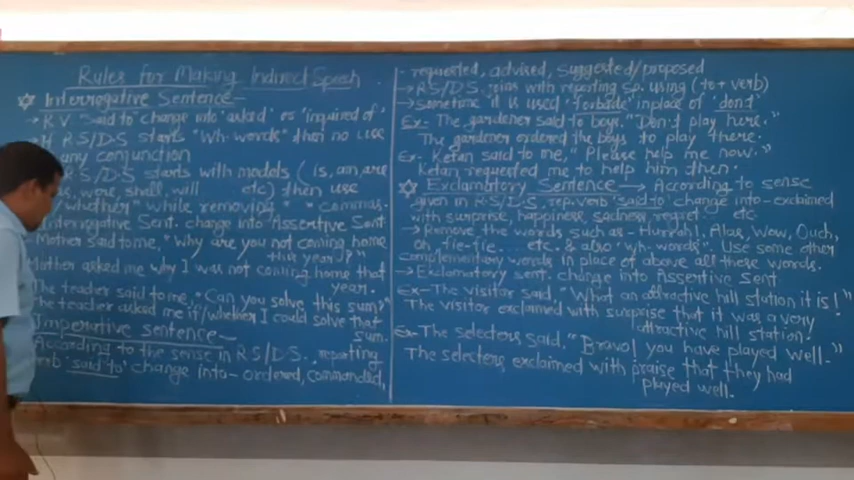 Rules for Making Indirect Speech
Interrogative Sentence-
→ R.V. "Said to" change into 'asked' or 'inquired of'
If R.S/D.S starts "Wh-words" then no use
any conjunction
R.S/D.S starts with models ( is, am, are
was, were, shall, will etc) then use
if/whether" while removing " " commas.
Interrogative Sent. change into Assertive Sent
Mother said to me, "Why are you not coming home
this year?"
Mother asked me why I was not coming home that
year.
The teacher said to me, "Can you solve this sum?"
The teacher asked me if/whether I could solve that
sum.
Imperative sentence-
According to the sense in R.S/D.S. reporting
verb 'said to' change into- ordered, commanded,
requested, advised, suggested/proposed
→ R.S/D.S. joins with reporting sp. using (to + verb)
→ Sometime it is used 'forbade' in place of 'don't'
Ex- The gardener said to boys, "Don't play here."
The gardener ordered the boys to play there.
Ex- Ketan said to me, "Please help me now."
Ketan requested me to help him then.
Exclamatory Sentence → According to sense
given in R.S/D.S, rep. verb 'said to' change into- exclaimed
with surprise, happiness, sadness, regret. etc.
→ Remove the words such as - Hurrah!, Alas, Wow, Ouch,
oh, fie-fie- etc. & also 'wh-words'. Use some other
complementary words in place of above all these words.
→ Exclamatory sent. change into Assertive Sent
Ex- The visitor said, "What an attractive hill station it is!"
The visitor exclaimed with surprise that it was a very
attractive hill station.
Ex- The selectors said, "Bravo! you have played well."
The selectors, exclaimed with praise that they had
played well.